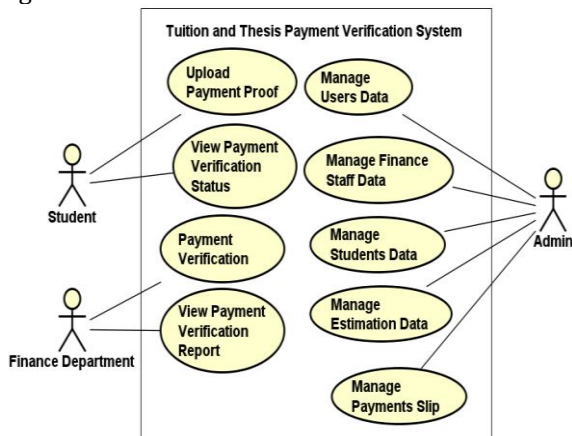 Tuition and Thesis Payment Verification System
Upload
Payment Proof
Manage
Users Data
View Payment
Verification
Status
Manage Finance
Staff Data
Student
Admin
Payment
Verification
Manage
Students Data
View Payment
Verification
Report
Manage
Estimation Data
Finance Department
Manage
Payments Slip